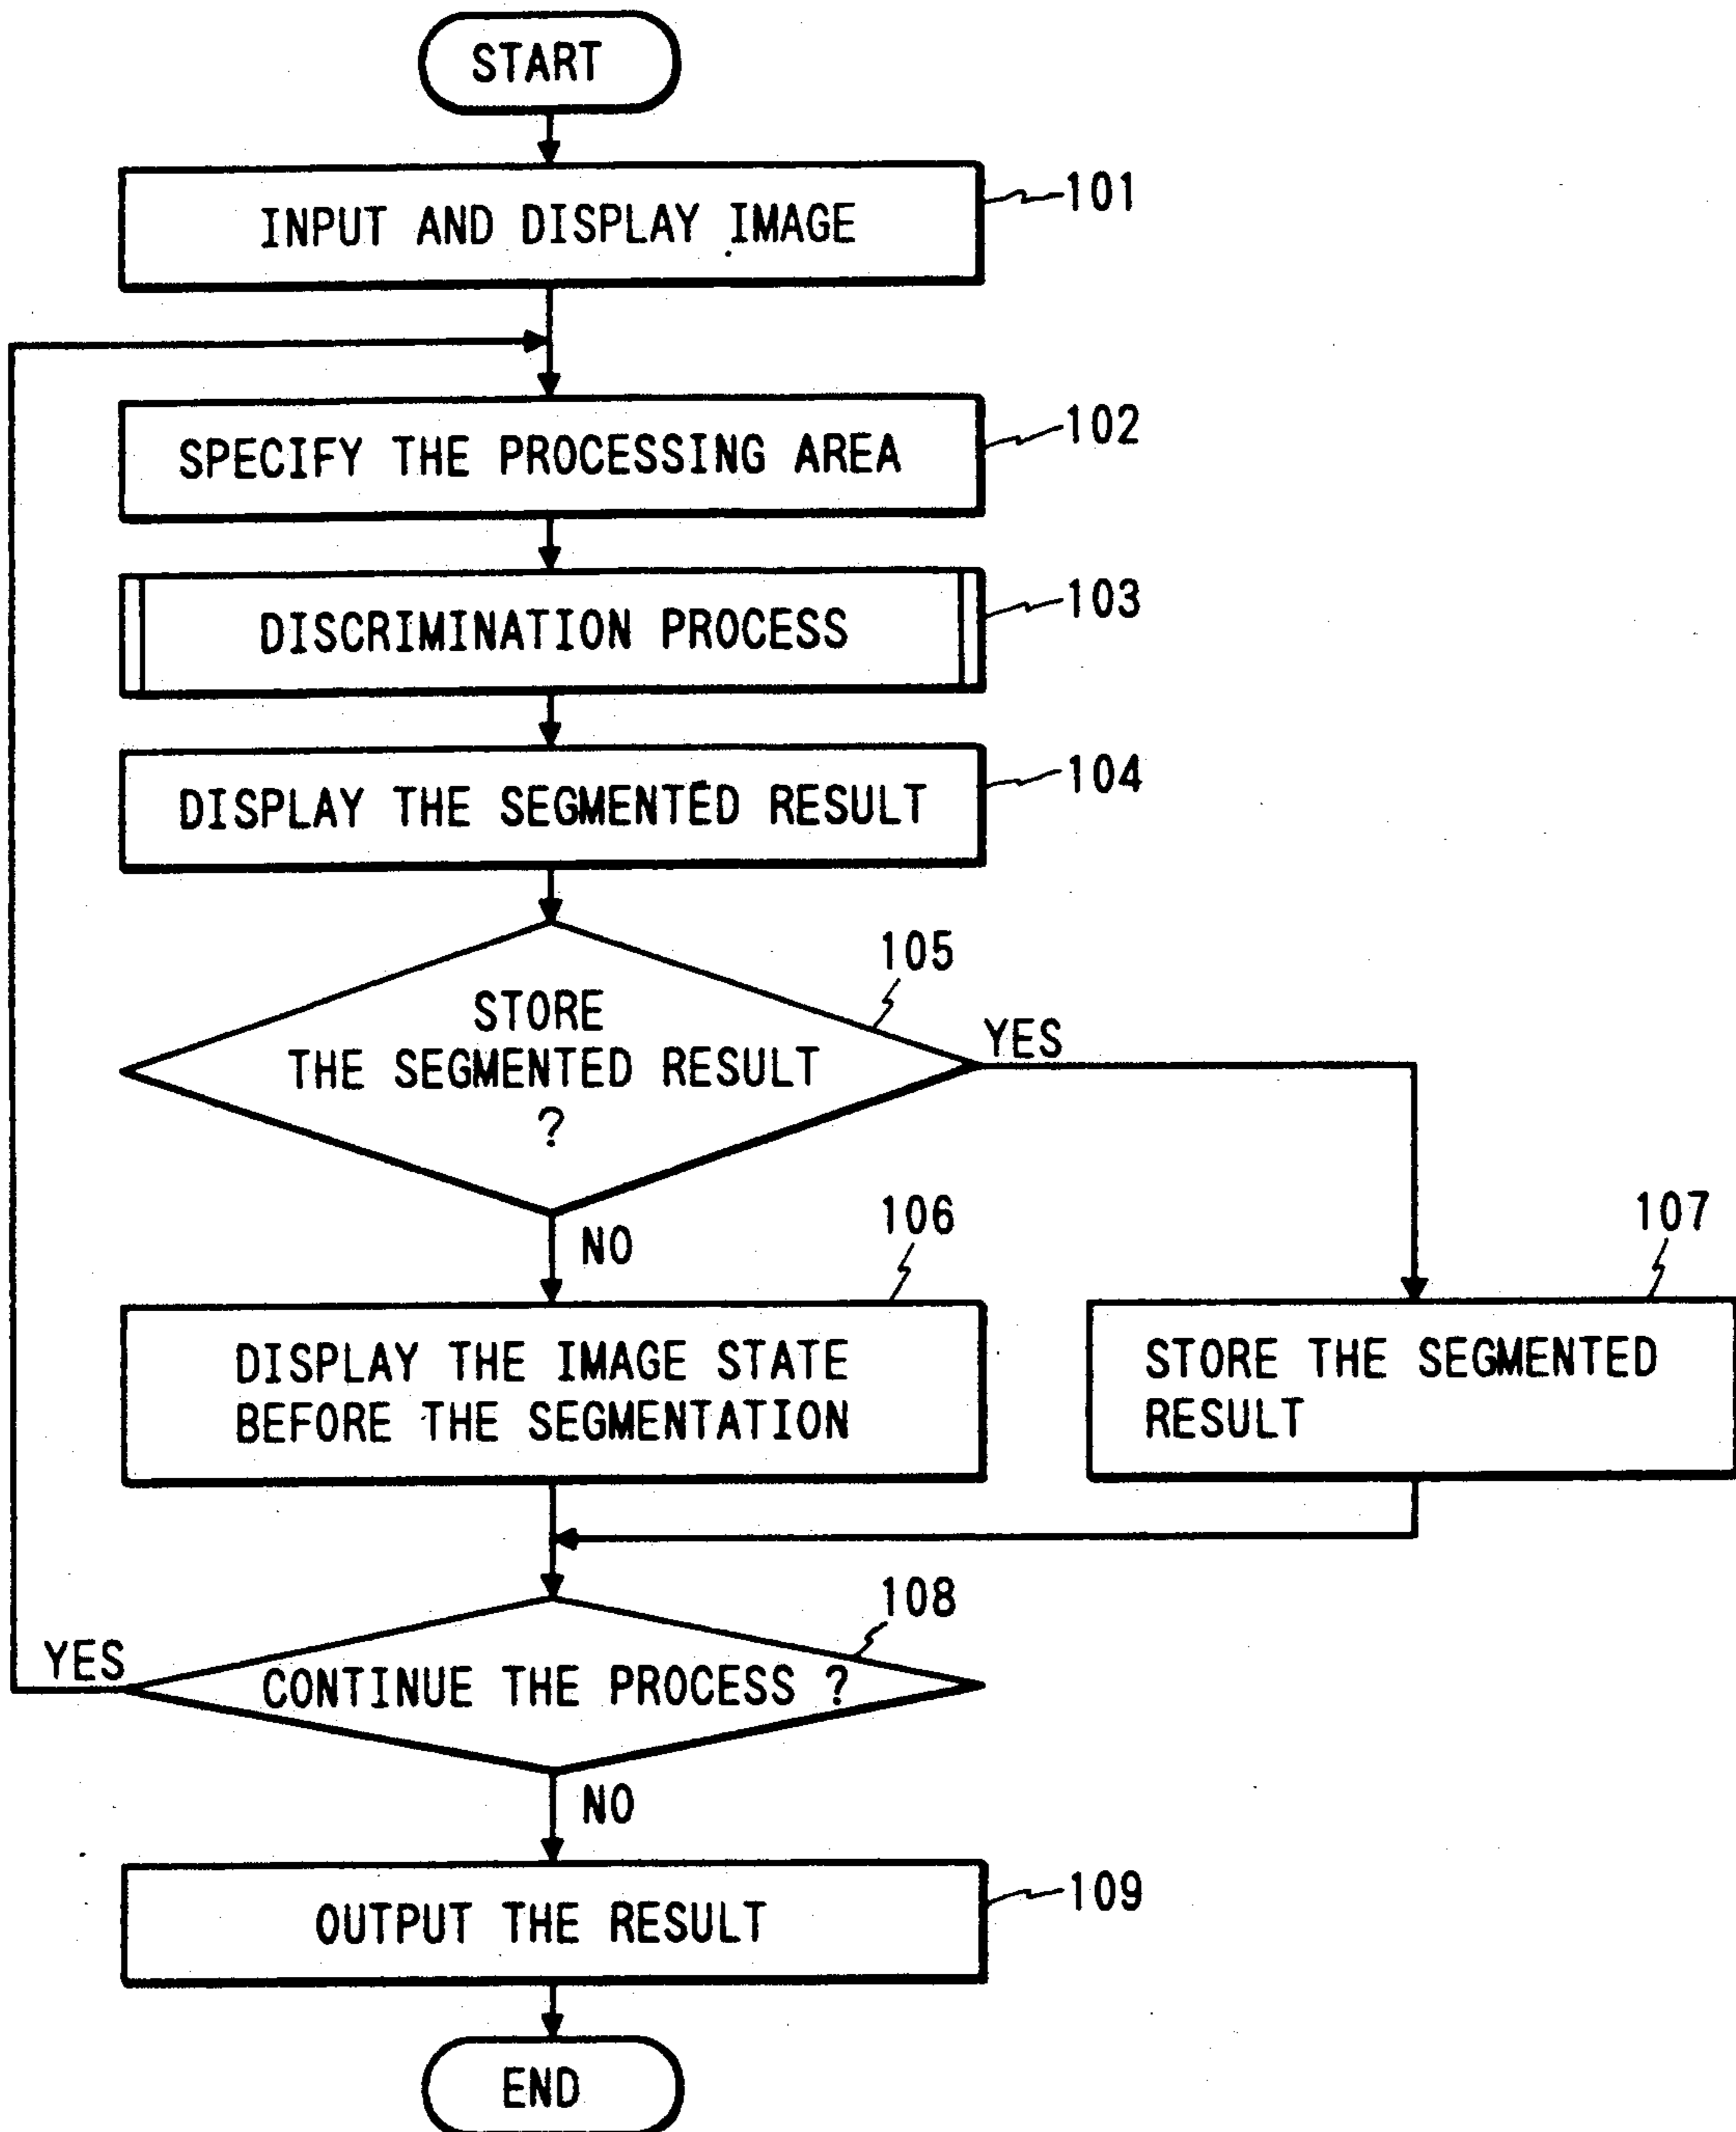 START
INPUT AND DISPLAY IMAGE
101
SPECIFY THE PROCESSING AREA
102
DISCRIMINATION PROCESS
103
DISPLAY THE SEGMENTED RESULT
104
105
STORE
THE SEGMENTED RESULT
?
YES
NO
106
107
DISPLAY THE IMAGE STATE
BEFORE THE SEGMENTATION
STORE THE SEGMENTED
RESULT
108
YES
CONTINUE THE PROCESS ?
NO
OUTPUT THE RESULT
109
END